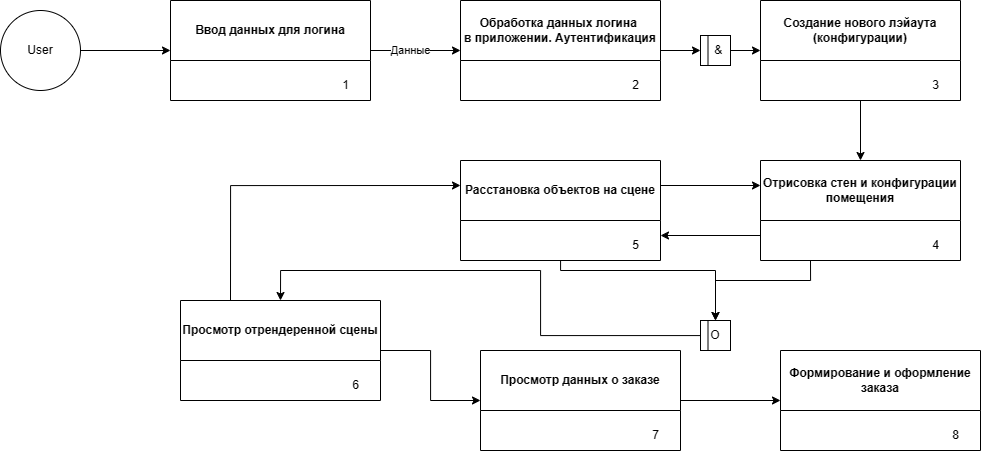 User
Ввод данных для логина
1
Данные
Обработка данных логина
в приложении. Аутентификация
2
&
Создание нового лэйаута
(конфигурации)
3
Расстановка объектов на сцене
5
Отрисовка стен и конфигурации
помещения
4
Просмотр отрендеренной сцены
6
O
Просмотр данных о заказе
7
Формирование и оформление
заказа
8